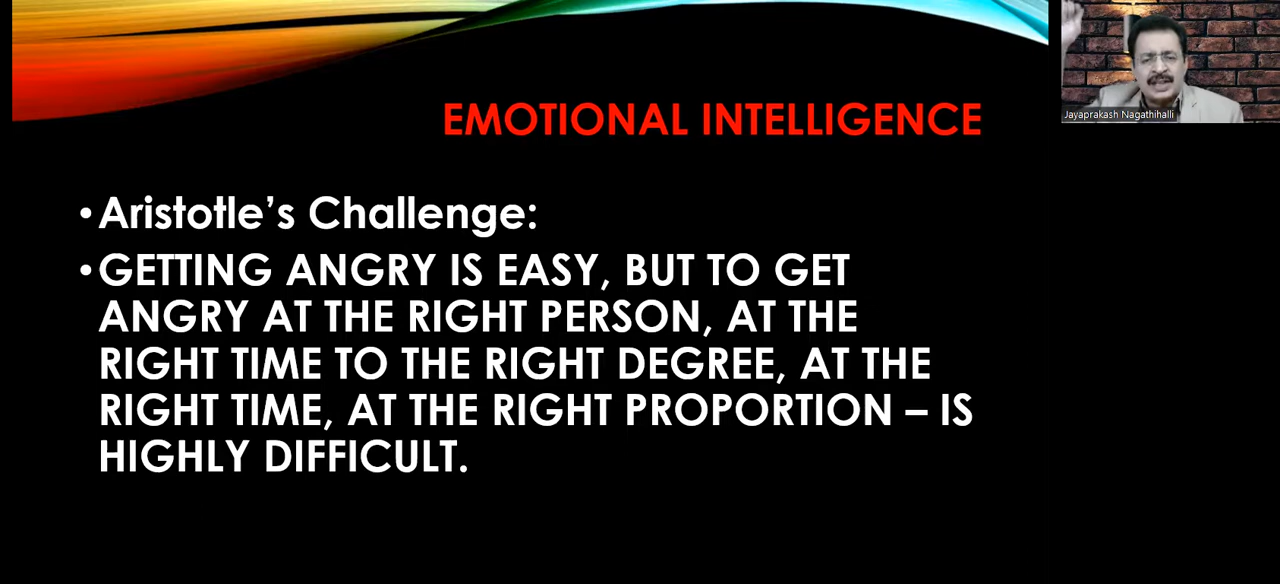 EMOTIONAL INTELLIGENCE
Jayaprakash Nagathihalli
• Aristotle's Challenge:
• GETTING ANGRY IS EASY, BUT TO GET
ANGRY AT THE RIGHT PERSON, AT THE
RIGHT TIME TO THE RIGHT DEGREE, AT THE
RIGHT TIME, AT THE RIGHT PROPORTION – IS
HIGHLY DIFFICULT.